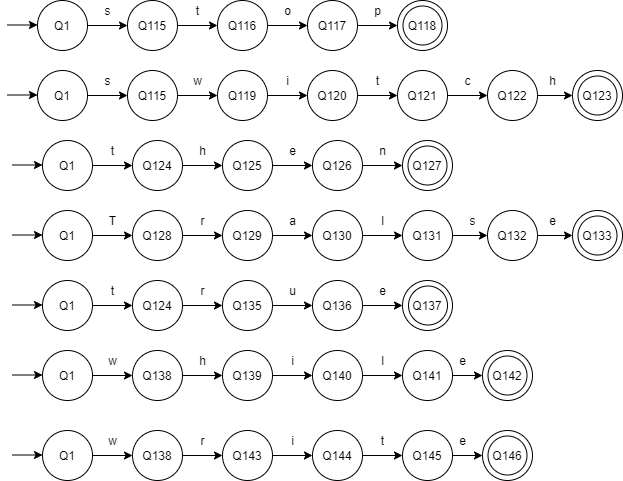 s t o p
Q1 Q115 Q116 Q117 Q118
s w i t c h
Q1 Q115 Q119 Q120 Q121 Q122 Q123
t h e n
Q1 Q124 Q125 Q126 Q127
T r a l s e
Q1 Q128 Q129 Q130 Q131 Q132 Q133
t r u e
Q1 Q124 Q135 Q136 Q137
w h i l e
Q1 Q138 Q139 Q140 Q141 Q142
w r i t e
Q1 Q138 Q143 Q144 Q145 Q146